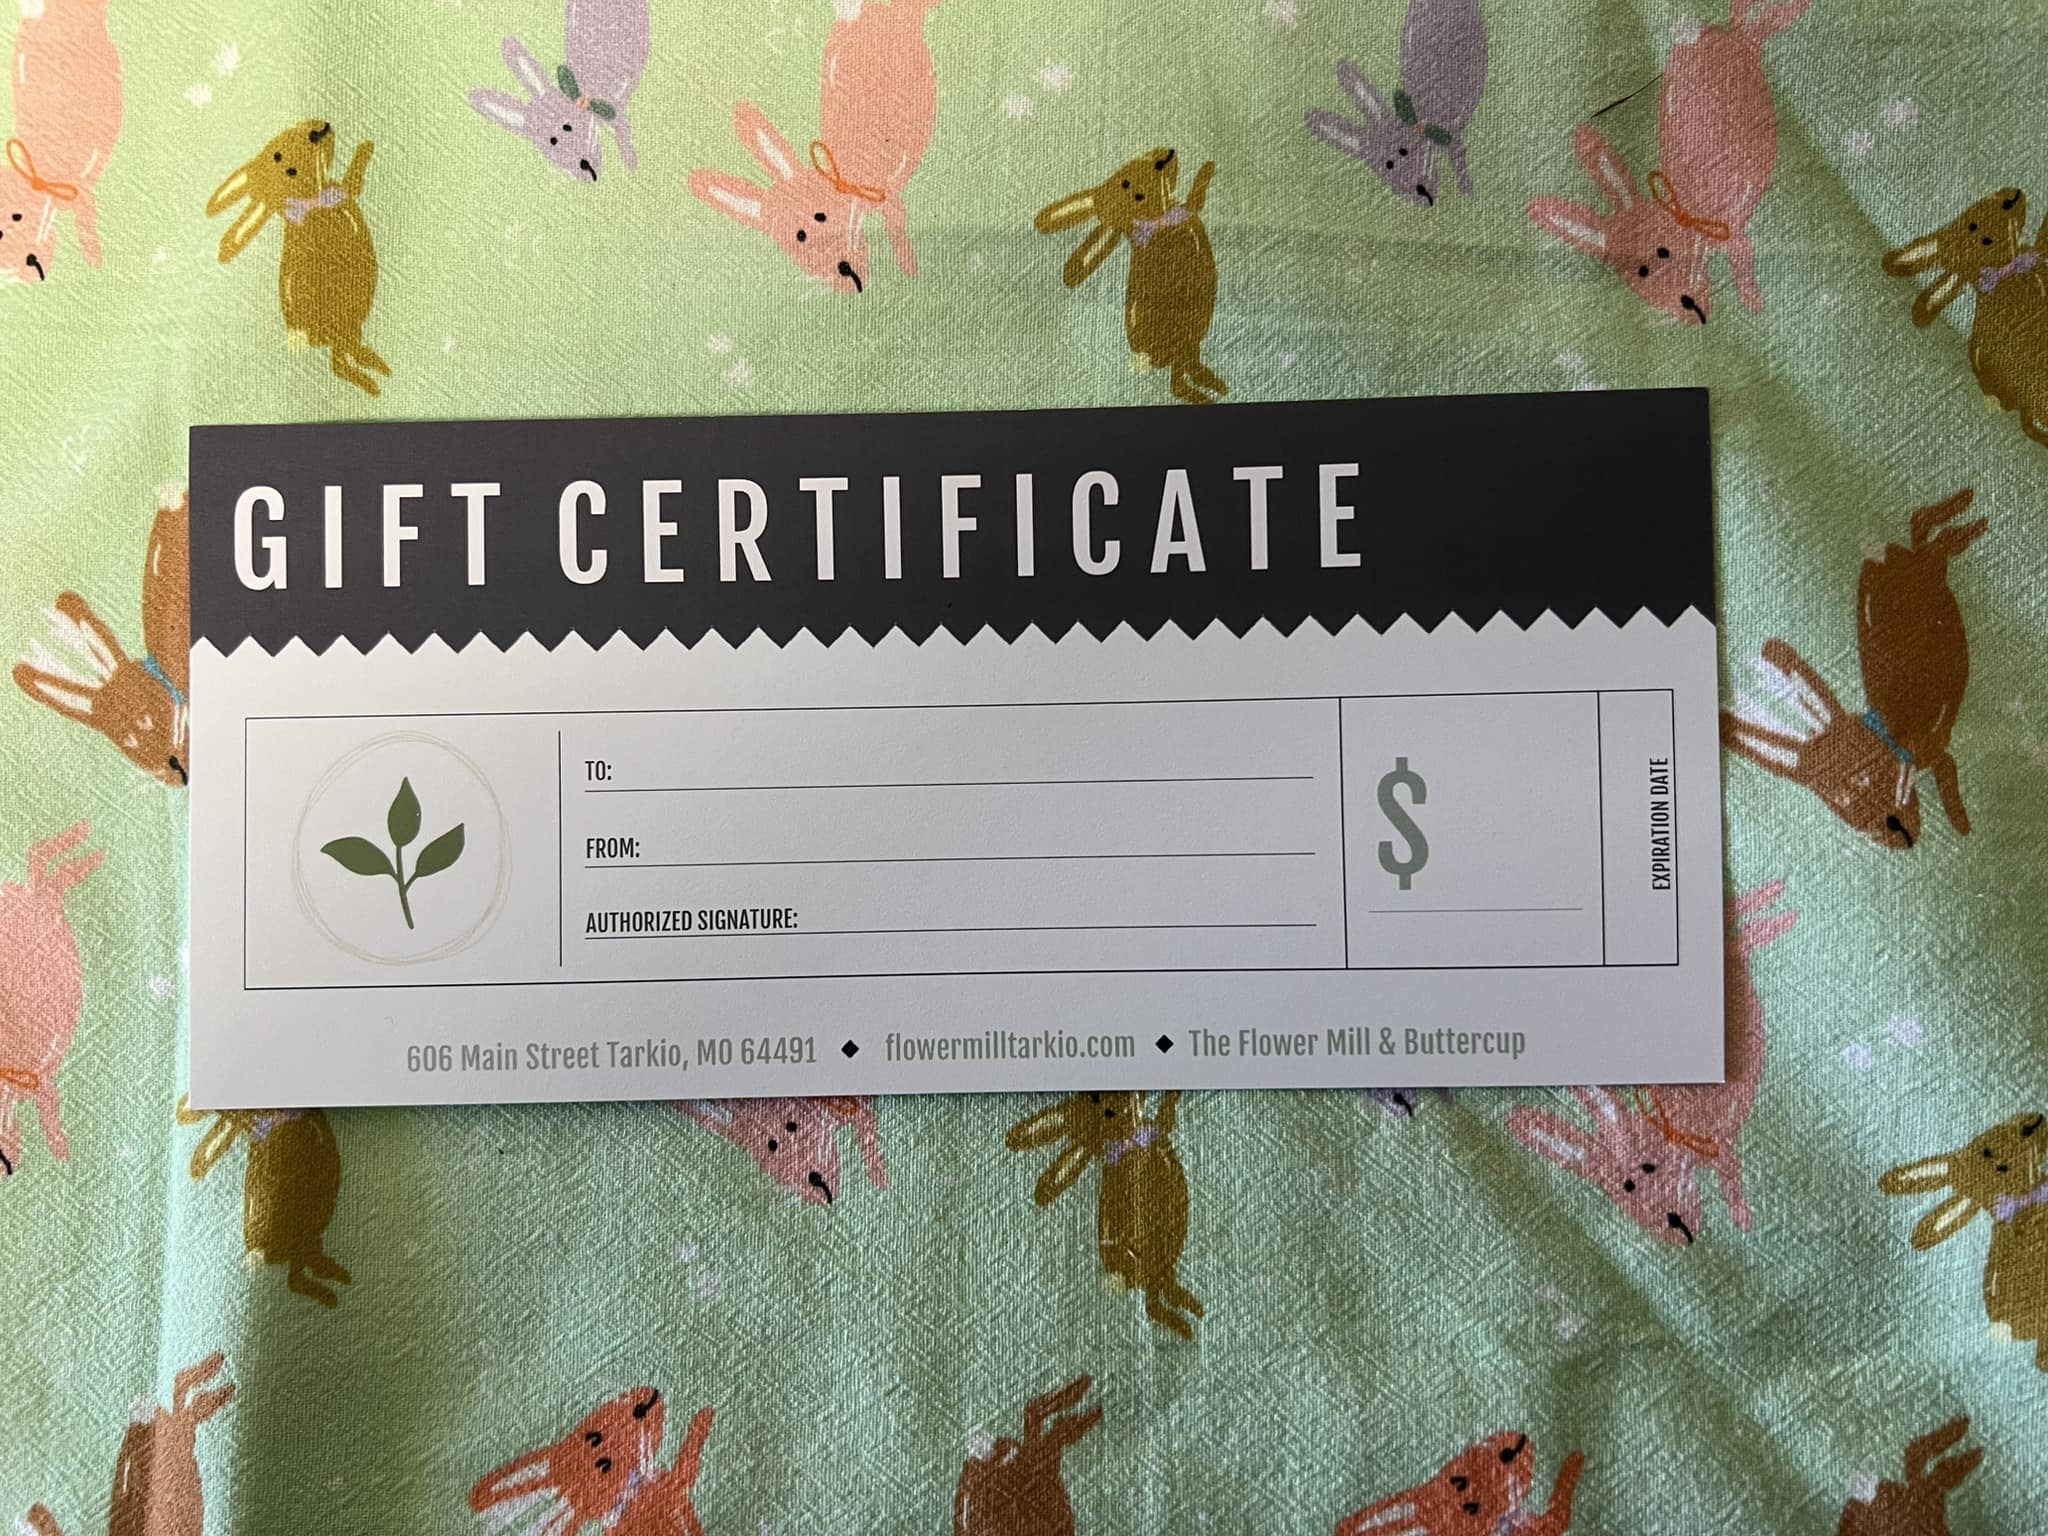 GIFT CERTIFICATE
TO:
FROM:
AUTHORIZED SIGNATURE:
$
EXPIRATION DATE
606 Main Street Tarkio, MO 64491 ◆ flowermilltarkio.com ◆ The Flower Mill & Buttercup